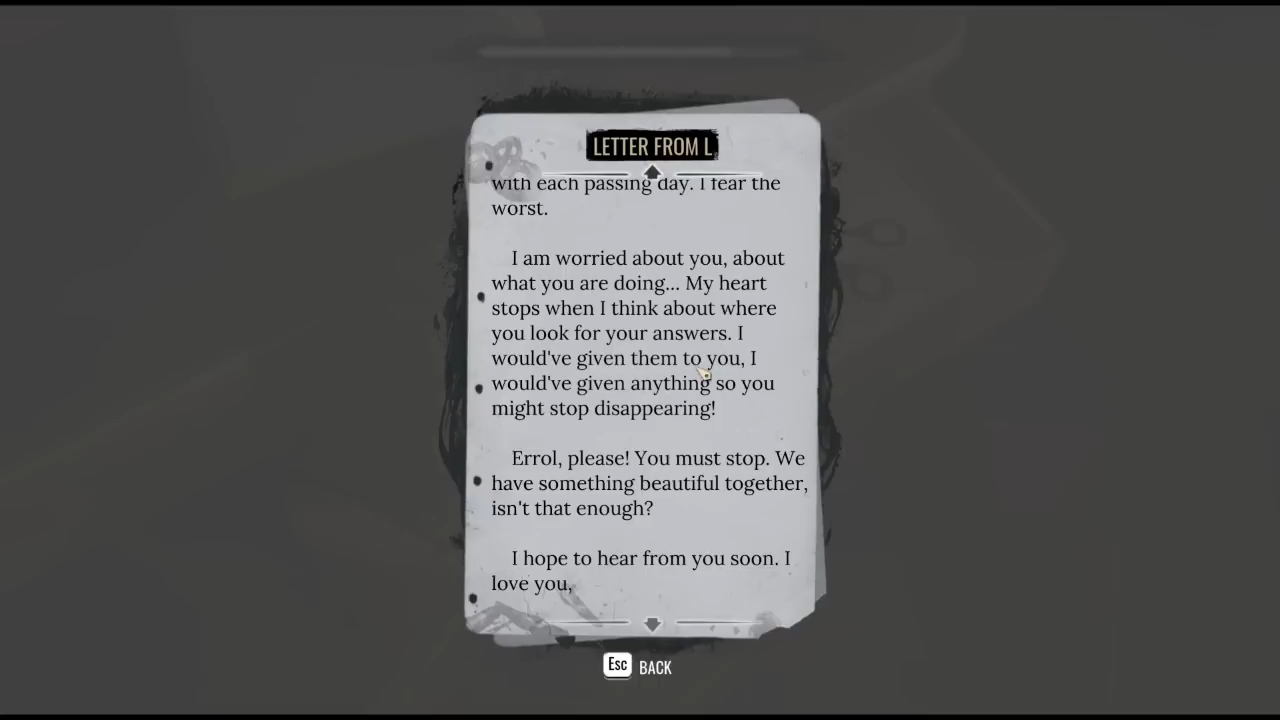 LETTER FROM L
with each passing day. I fear the
worst.
I am worried about you, about
what you are doing... My heart
stops when I think about where
you look for your answers. I
would've given them to you, I
would've given anything so you
might stop disappearing!
Errol, please! You must stop. We
have something beautiful together,
isn't that enough?
I hope to hear from you soon. I
love you,
Esc BACK